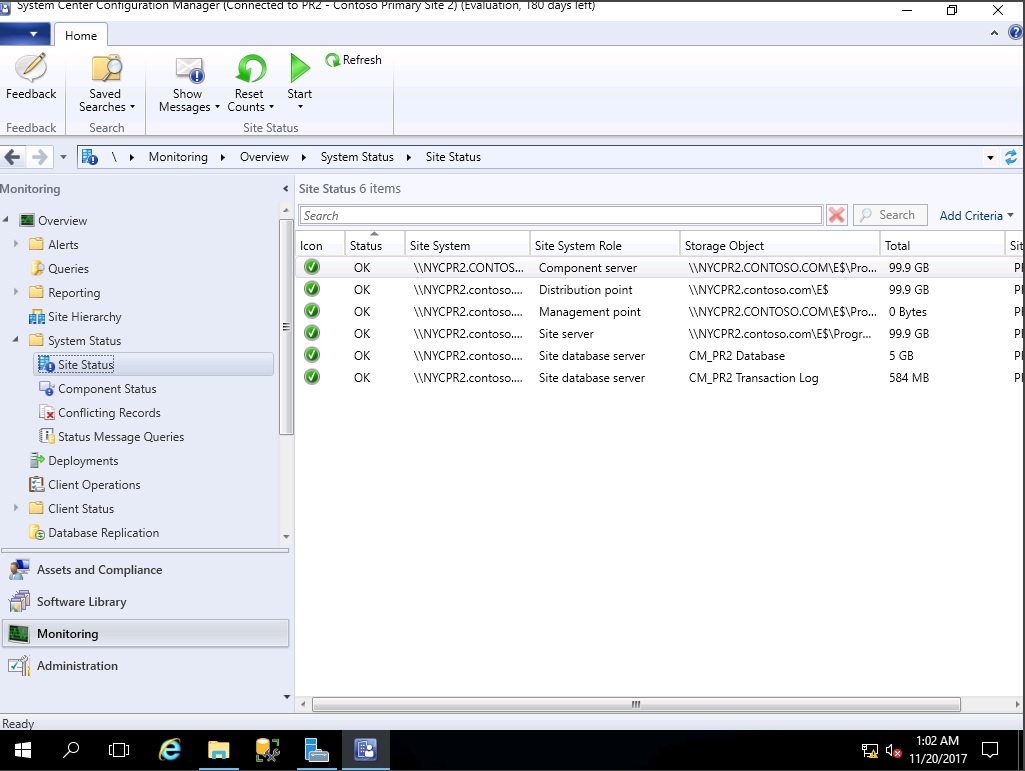 System Center Configuration Manager (Connected to PR2 - Contoso Primary Site 2) (Evaluation, 180 days left)
Home
Feedback
Saved Searches
Show Messages
Reset Counts
Start
Refresh
Feedback
Search
Site Status
\ Monitoring Overview System Status Site Status
Monitoring
Site Status 6 items
Search
Search
Add Criteria
Overview
Alerts
Queries
Reporting
Site Hierarchy
System Status
Site Status
Component Status
Conflicting Records
Status Message Queries
Deployments
Client Operations
Client Status
Database Replication
Assets and Compliance
Software Library
Monitoring
Administration
Icon Status Site System Site System Role Storage Object Total
OK \\NYCPR2.CONTOS... Component server \\NYCPR2.CONTOSO.COM\E$\Pro... 99.9 GB
OK \\NYCPR2.contoso.... Distribution point \\NYCPR2.contoso.com\E$ 99.9 GB
OK \\NYCPR2.contoso.... Management point \\NYCPR2.CONTOSO.COM\E$\Pro... 0 Bytes
OK \\NYCPR2.contoso.... Site server \\NYCPR2.contoso.com\E$\Progr... 99.9 GB
OK \\NYCPR2.contoso.... Site database server CM_PR2 Database 5 GB
OK \\NYCPR2.contoso.... Site database server CM_PR2 Transaction Log 584 MB
Ready
1:02 AM
11/20/2017